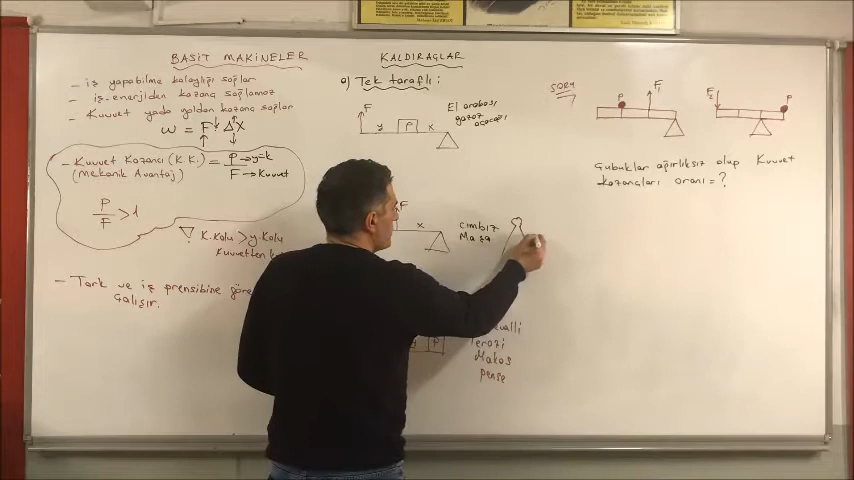 BASİT MAKİNELER
- iş yapabilme kolaylığı sağlar
- iş-enerjiden kazanç sağlamaz
- Kuvvet yada yoldan kazanç sağlar
W = F ΔX
- Kuvvet Kazancı (K.K.) = P → yük
F → Kuvvet
(Mekanik Avantaj)
P
F > 1
K.Kolu > y.Kolu
Kuvvetten k
- Tork ve iş prensibine göre
çalışır.
KALDIRAÇLAR
a) Tek taraflı:
F
y P x
El arabası
gazoz
açacağı
F
x
cımbız
Maşa
Terazi
Makas
pense
P
SORU
P F1
F2 P
Çubuklar ağırlıksız olup Kuvvet
kazançları oranı = ?